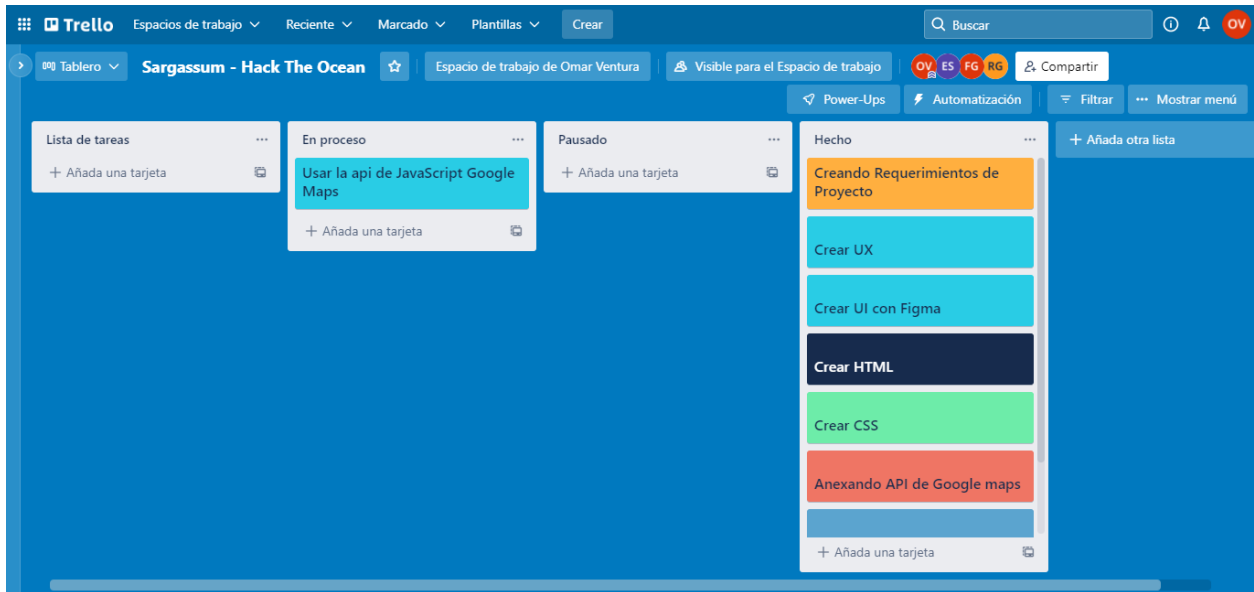 Trello Espacios de trabajo Reciente Marcado Plantillas Crear Buscar OV
Tablero Sargassum - Hack The Ocean Espacio de trabajo de Omar Ventura Visible para el Espacio de trabajo OV ES FG RG Compartir
Power-Ups Automatización Filtrar Mostrar menú
Lista de tareas
+ Añada una tarjeta
En proceso
Usar la api de JavaScript Google
Maps
+ Añada una tarjeta
Pausado
+ Añada una tarjeta
Hecho
Creando Requerimientos de
Proyecto
Crear UX
Crear UI con Figma
Crear HTML
Crear CSS
Anexando API de Google maps
+ Añada una tarjeta
+ Añada otra lista